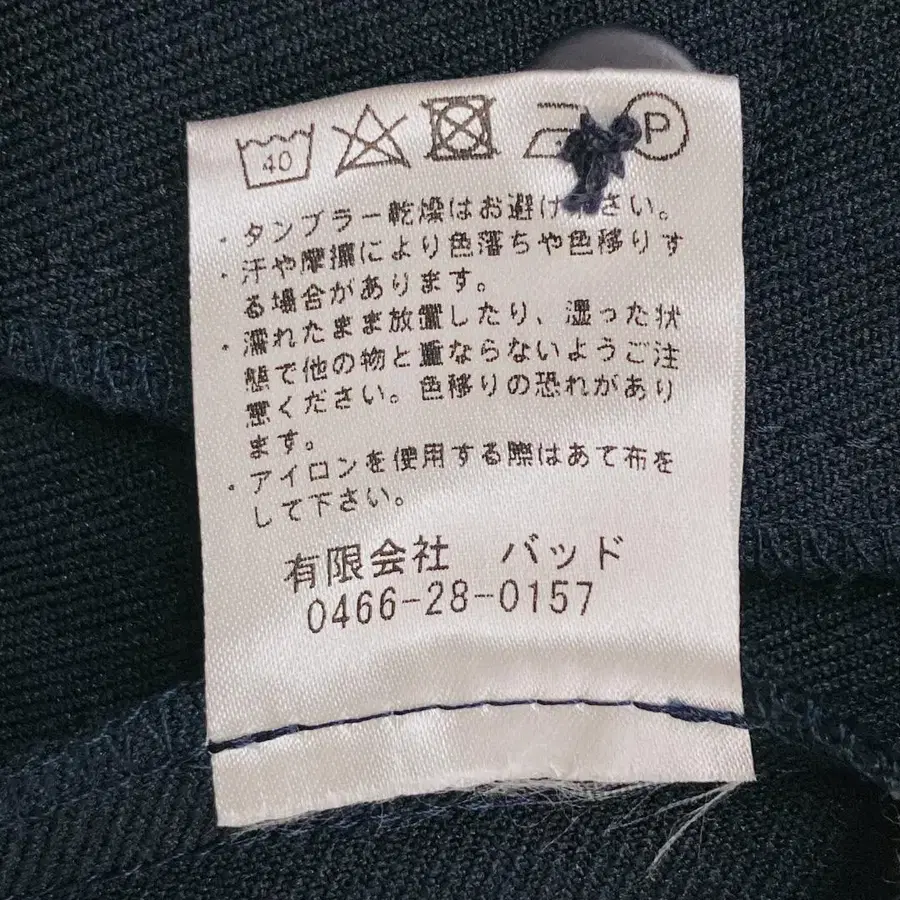 40 P
・タンブラー乾燥はお避け下さい。
・汗や摩擦により色落ちや色移りす
る場合があります。
・濡れたまま放置したり、湿った状
態で他の物と重ならないようご注
意ください。色移りの恐れがあり
ます。
・アイロンを使用する際はあて布を
して下さい。
有限会社 バッド
0466-28-0157